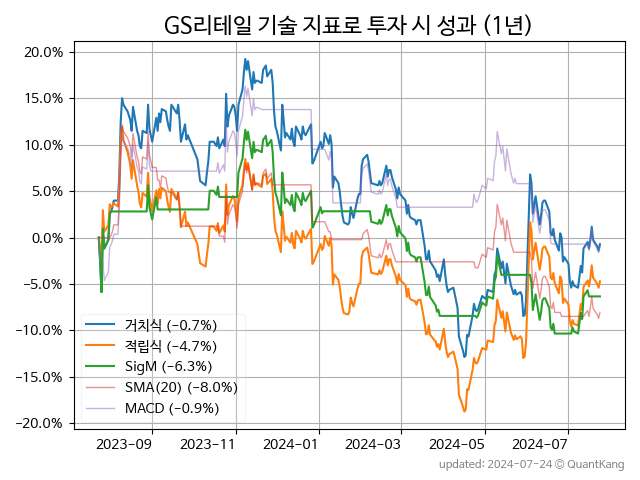 GS리테일 기술 지표로 투자 시 성과 (1년)
20.0%
15.0%
10.0%
5.0%
0.0%
−5.0%
−10.0%
−15.0%
−20.0%
거치식 (−0.7%)
적립식 (−4.7%)
SigM (−6.3%)
SMA(20) (−8.0%)
MACD (−0.9%)
2023−09 2023−11 2024−01 2024−03 2024−05 2024−07
updated: 2024−07−24 © QuantKang